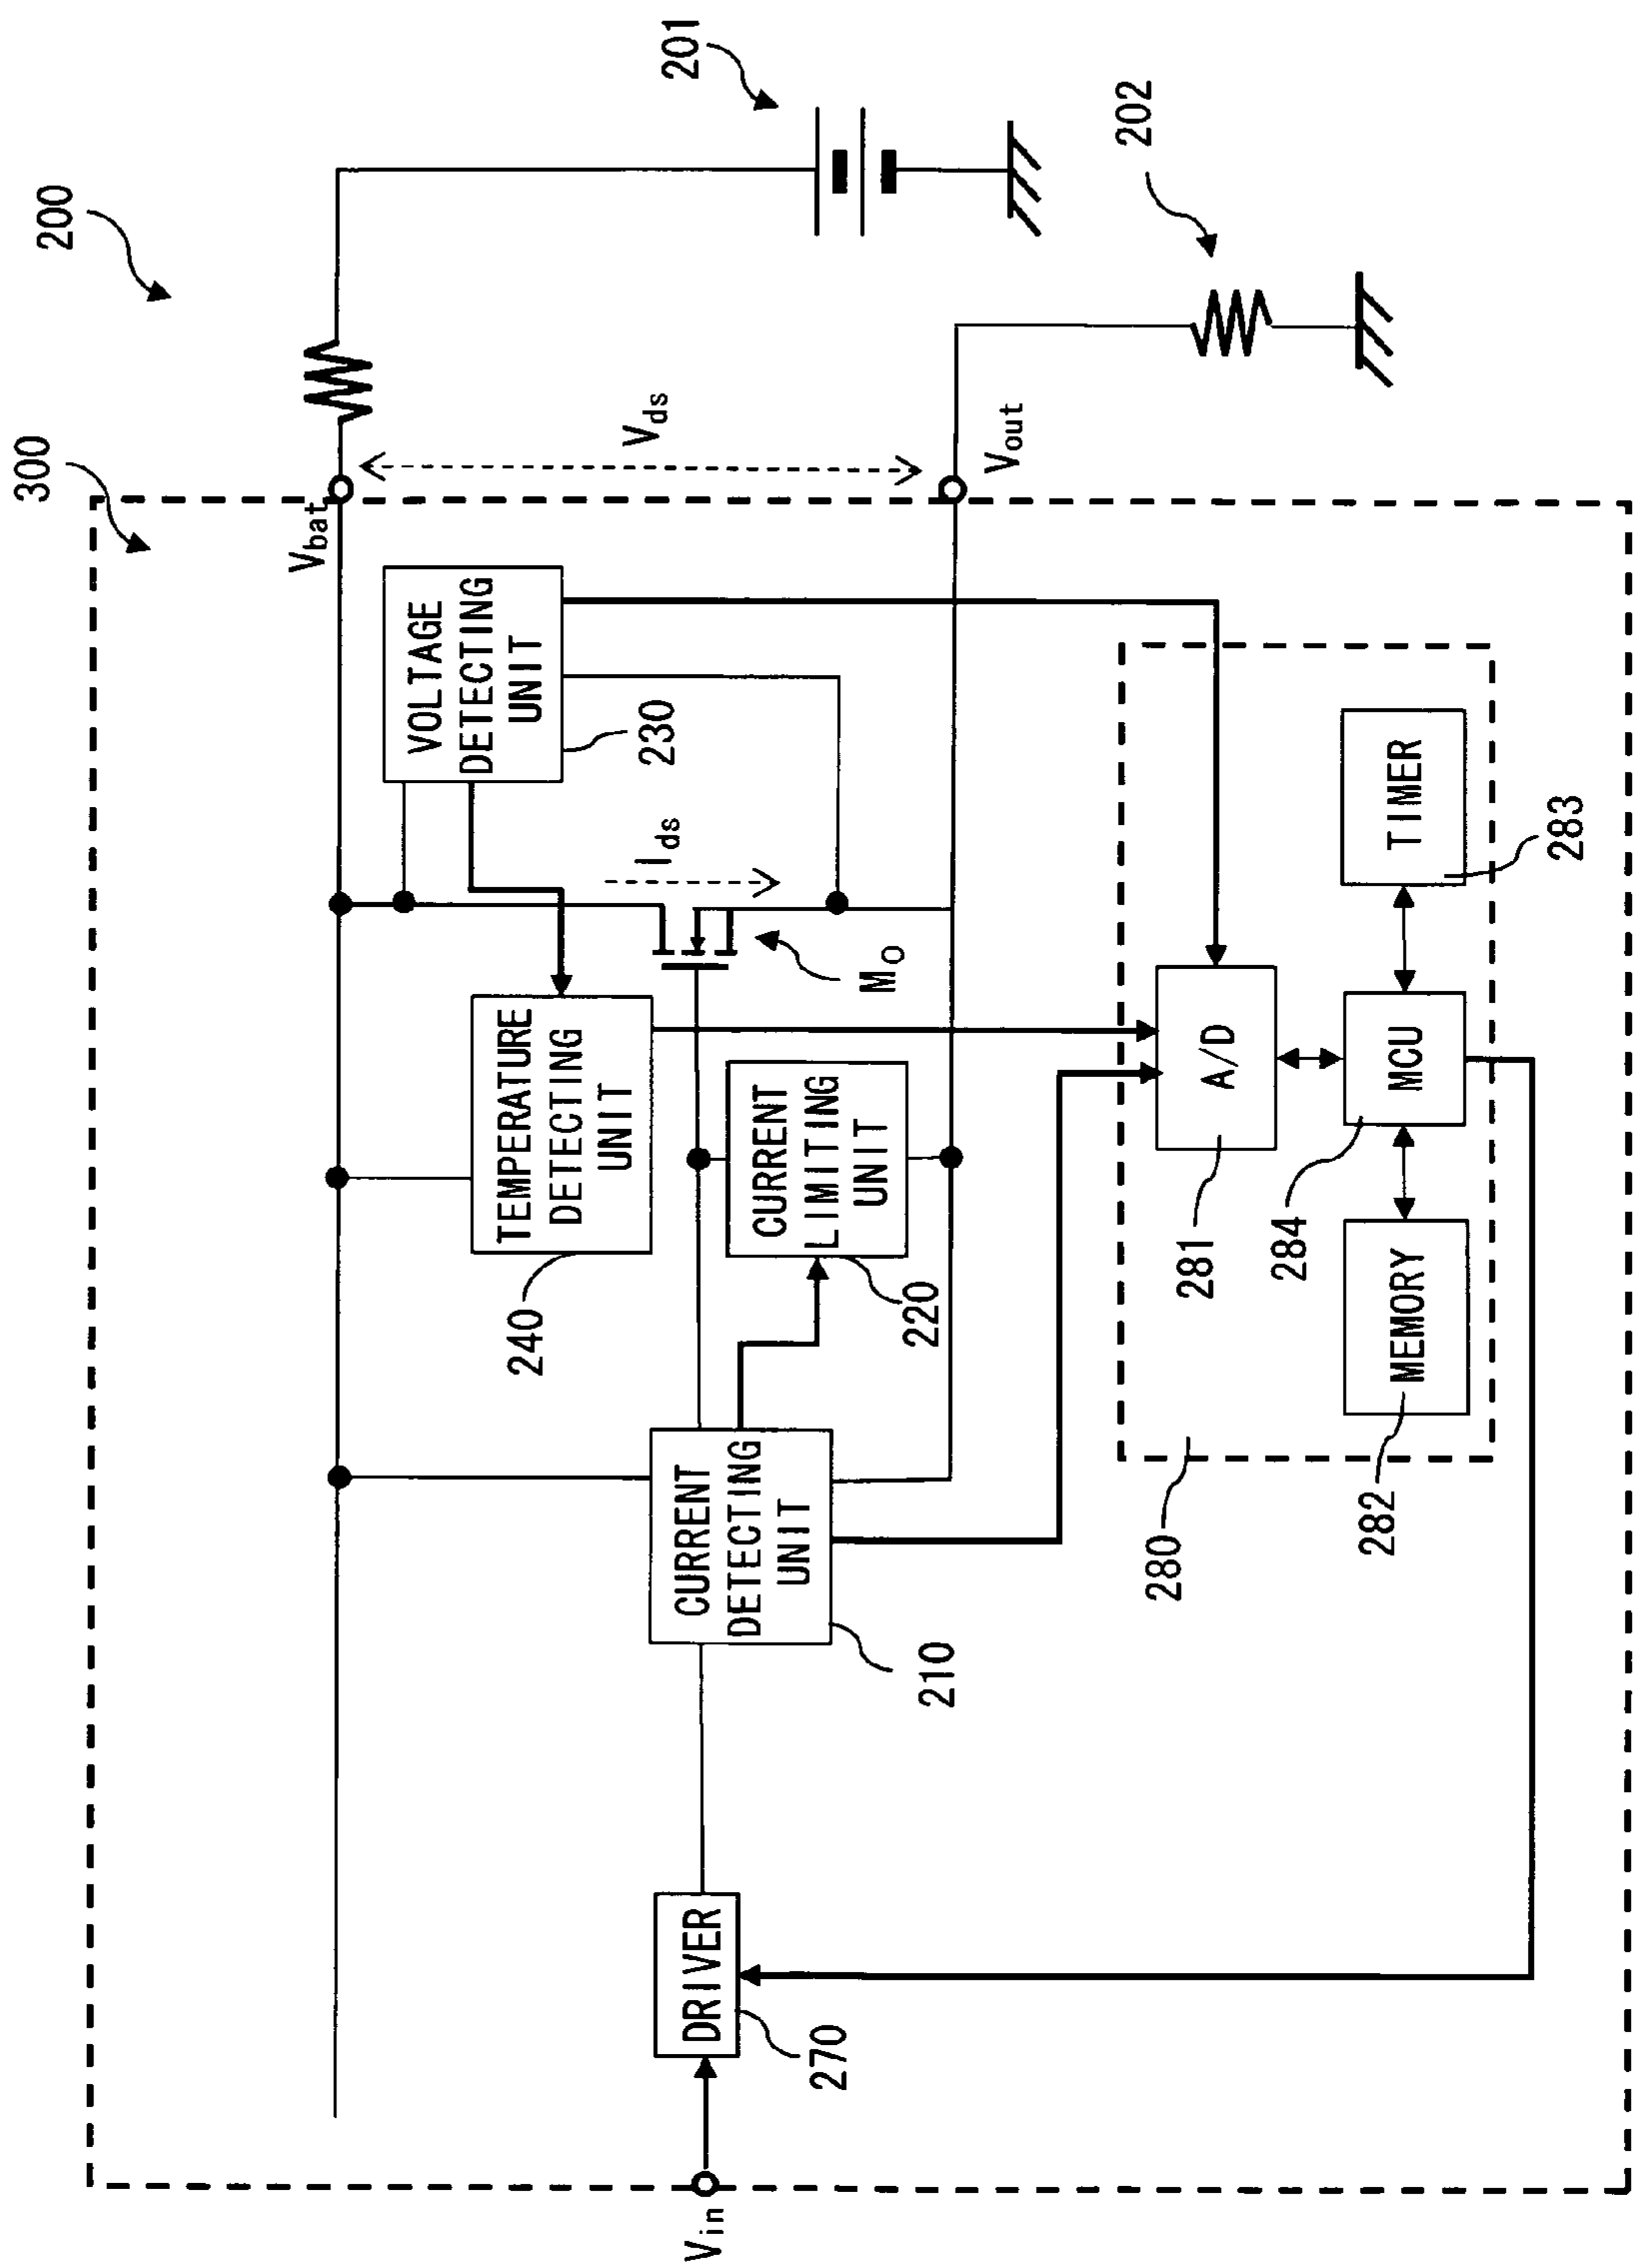 200
300
201
202
Vbat
Vds
Vout
VOLTAGE
DETECTING
UNIT
230
TEMPERATURE
DETECTING
UNIT
240
Ids
MO
CURRENT
LIMITING
UNIT
220
CURRENT
DETECTING
UNIT
210
Vin
DRIVER
270
A/D
281
MCU
284
TIMER
283
MEMORY
282
280